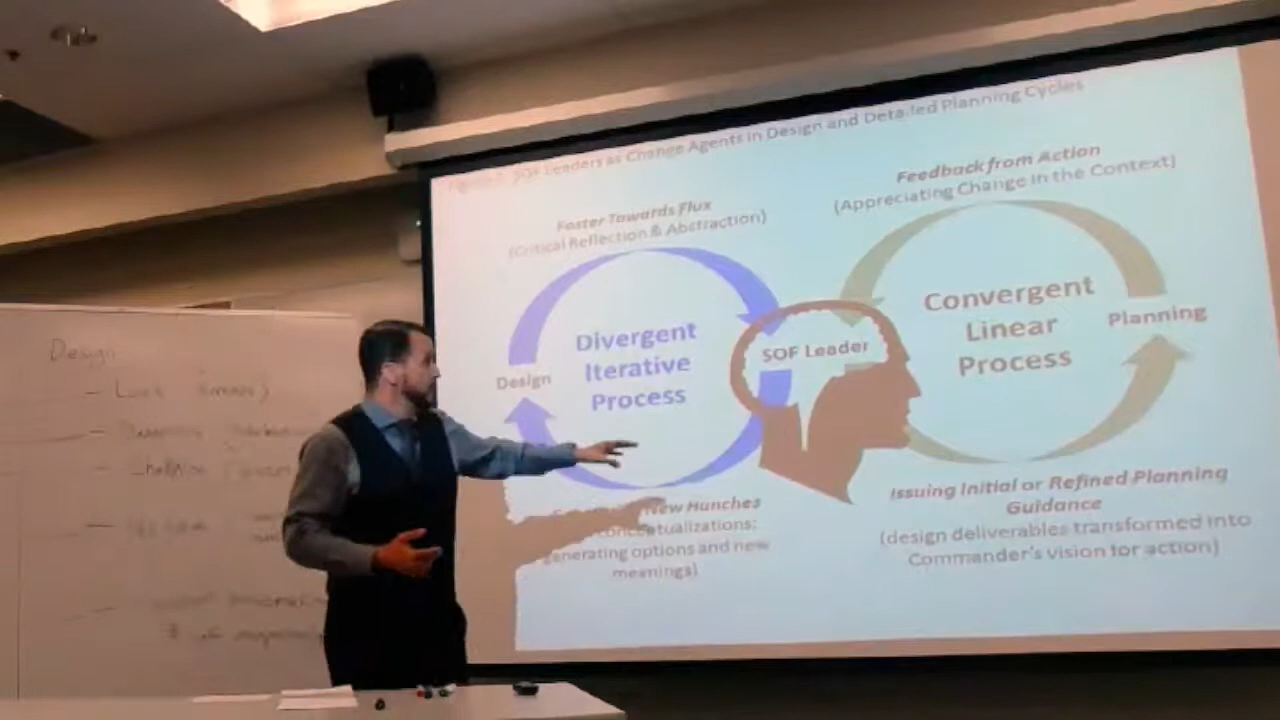 SOF Leaders as Change Agents in Design and Detailed Planning Cycles
Foster Towards Flux
(Critical Reflection & Abstraction)
Feedback from Action
(Appreciating Change in the Context)
Divergent
Iterative
Process
Design
SOF Leader
Convergent
Linear
Process
Planning
New Hunches
generating options and new
meanings)
Issuing Initial or Refined Planning
Guidance
(design deliverables transformed into
Commander's vision for action)
Design